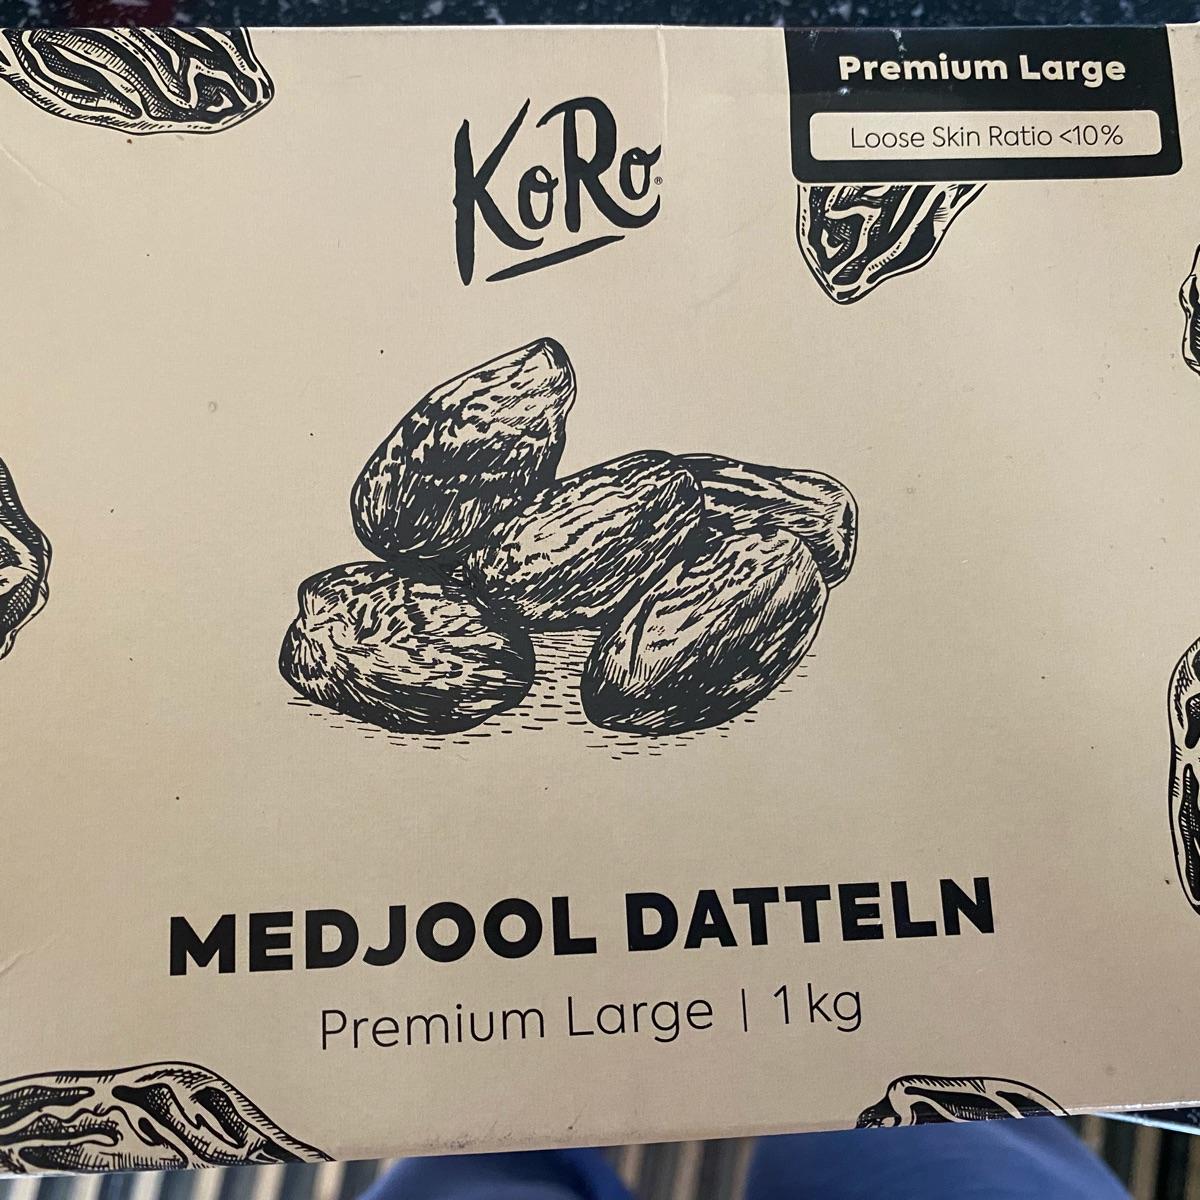 Premium Large
Loose Skin Ratio <10%
KoRo®
MEDJOOL DATTELN
Premium Large | 1 kg